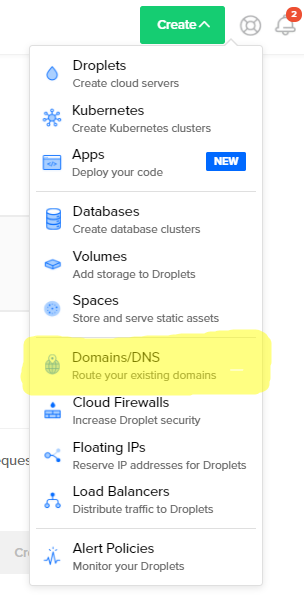 Create
2
Droplets
Create cloud servers
Kubernetes
Create Kubernetes clusters
Apps
Deploy your code
NEW
Databases
Create database clusters
Volumes
Add storage to Droplets
Spaces
Store and serve static assets
Domains/DNS
Route your existing domains
Cloud Firewalls
Increase Droplet security
Floating IPs
Reserve IP addresses for Droplets
Load Balancers
Distribute traffic to Droplets
Alert Policies
Monitor your Droplets